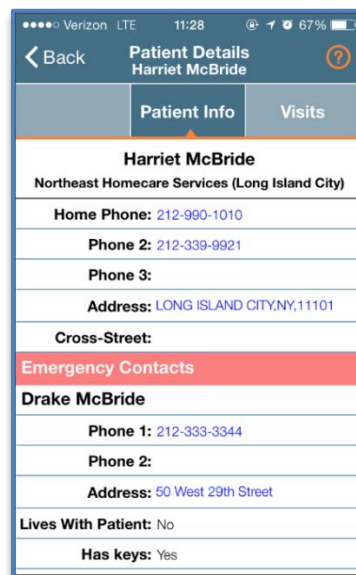 Verizon LTE 11:28 67%
Back Patient Details
Harriet McBride ?
Patient Info Visits
Harriet McBride
Northeast Homecare Services (Long Island City)
Home Phone: 212-990-1010
Phone 2: 212-339-9921
Phone 3:
Address: LONG ISLAND CITY,NY,11101
Cross-Street:
Emergency Contacts
Drake McBride
Phone 1: 212-333-3344
Phone 2:
Address: 50 West 29th Street
Lives With Patient: No
Has keys: Yes